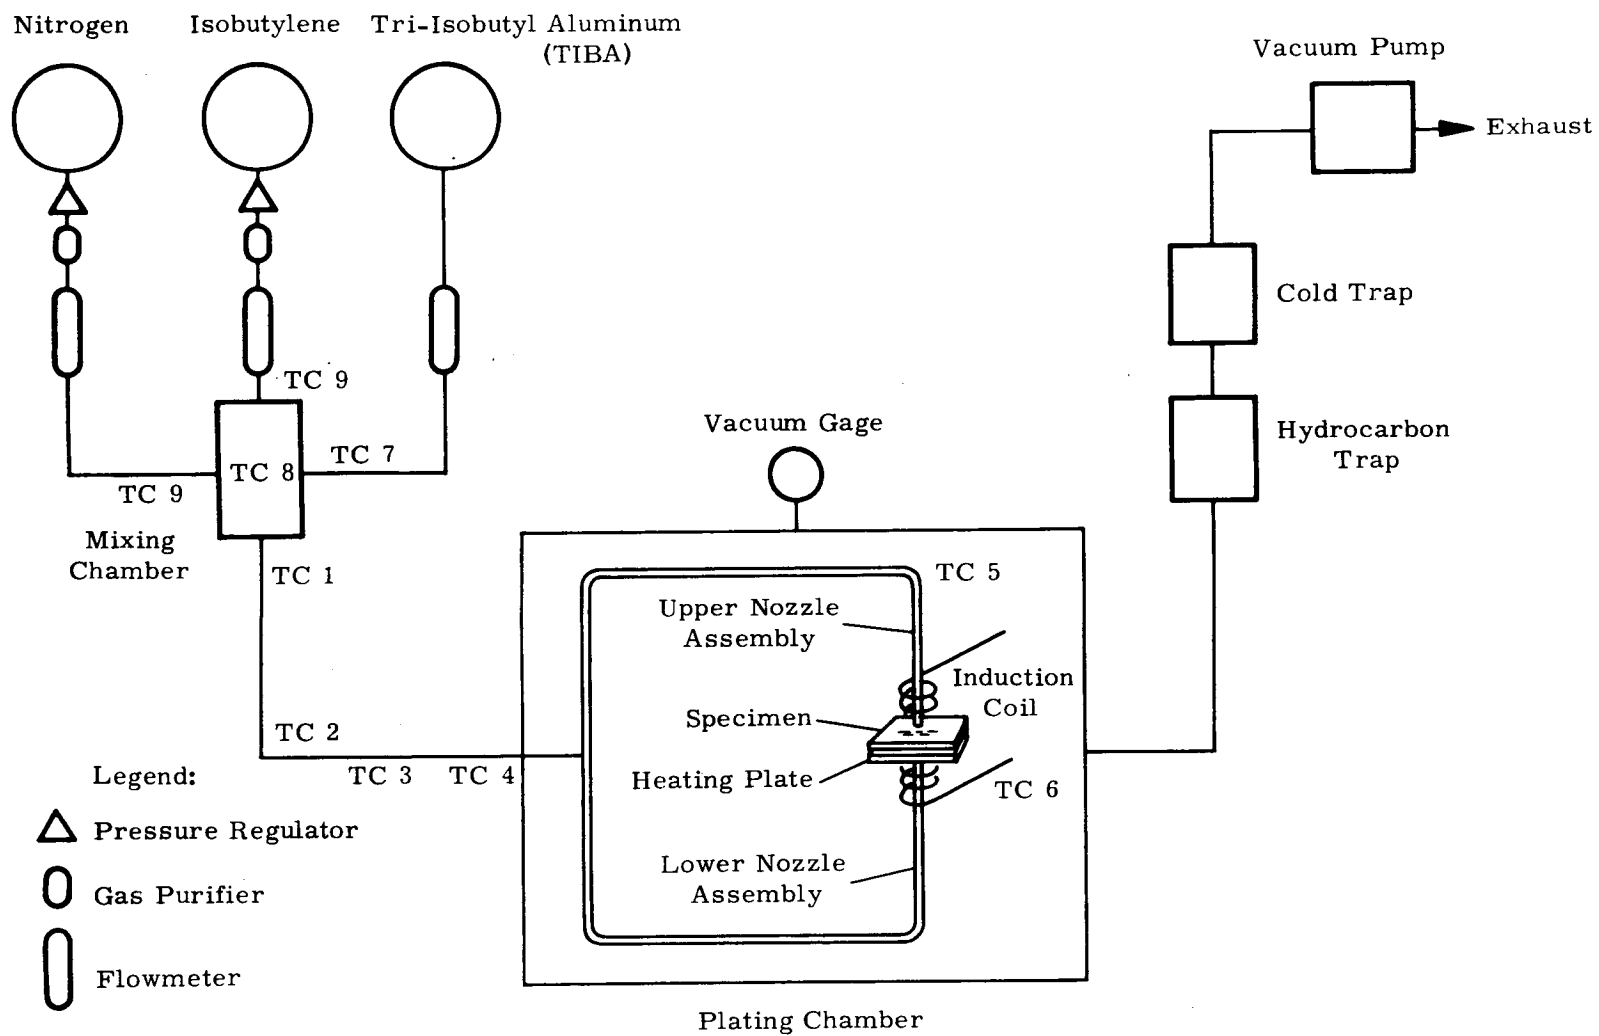 Nitrogen
Isobutylene
Tri-Isobutyl Aluminum
(TIBA)
Vacuum Pump
Exhaust
Cold Trap
Hydrocarbon
Trap
TC 9
TC 8
TC 7
TC 9
Mixing
Chamber
TC 1
TC 2
TC 3
TC 4
Vacuum Gage
TC 5
Upper Nozzle
Assembly
Induction
Coil
Specimen
Heating Plate
TC 6
Lower Nozzle
Assembly
Plating Chamber
Legend:
Pressure Regulator
Gas Purifier
Flowmeter